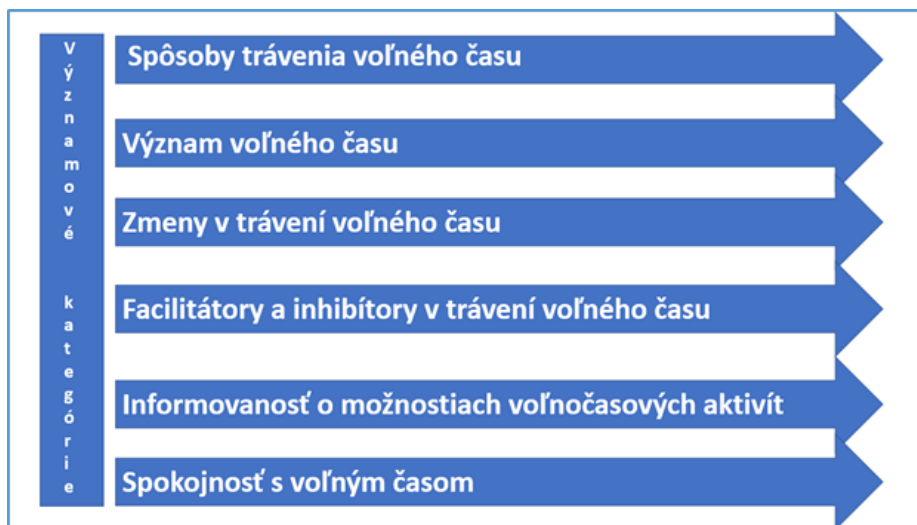 Významové kategórie
Spôsoby trávenia voľného času
Význam voľného času
Zmeny v trávení voľného času
Facilitátory a inhibítory v trávení voľného času
Informovanosť o možnostiach voľnočasových aktivít
Spokojnosť s voľným časom